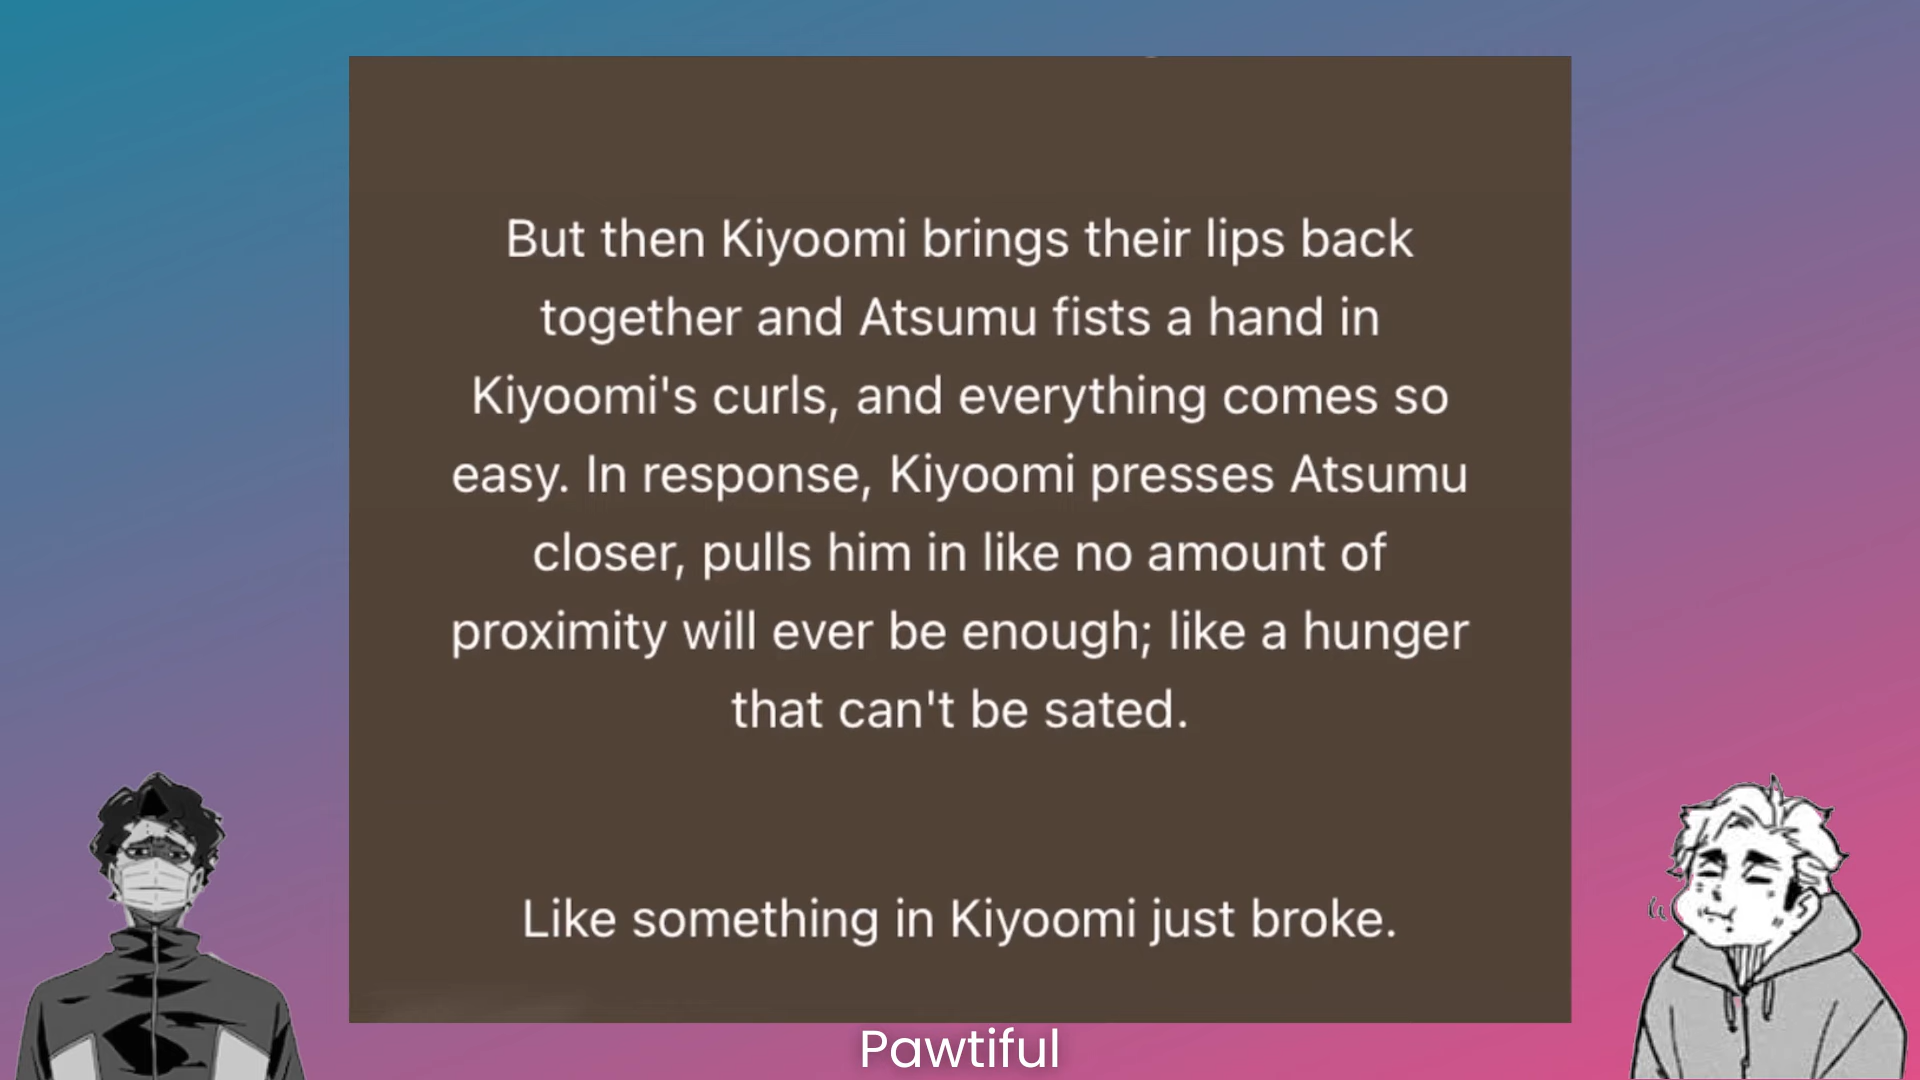 But then Kiyoomi brings their lips back
together and Atsumu fists a hand in
Kiyoomi's curls, and everything comes so
easy. In response, Kiyoomi presses Atsumu
closer, pulls him in like no amount of
proximity will ever be enough; like a hunger
that can't be sated.
Like something in Kiyoomi just broke.
Pawtiful